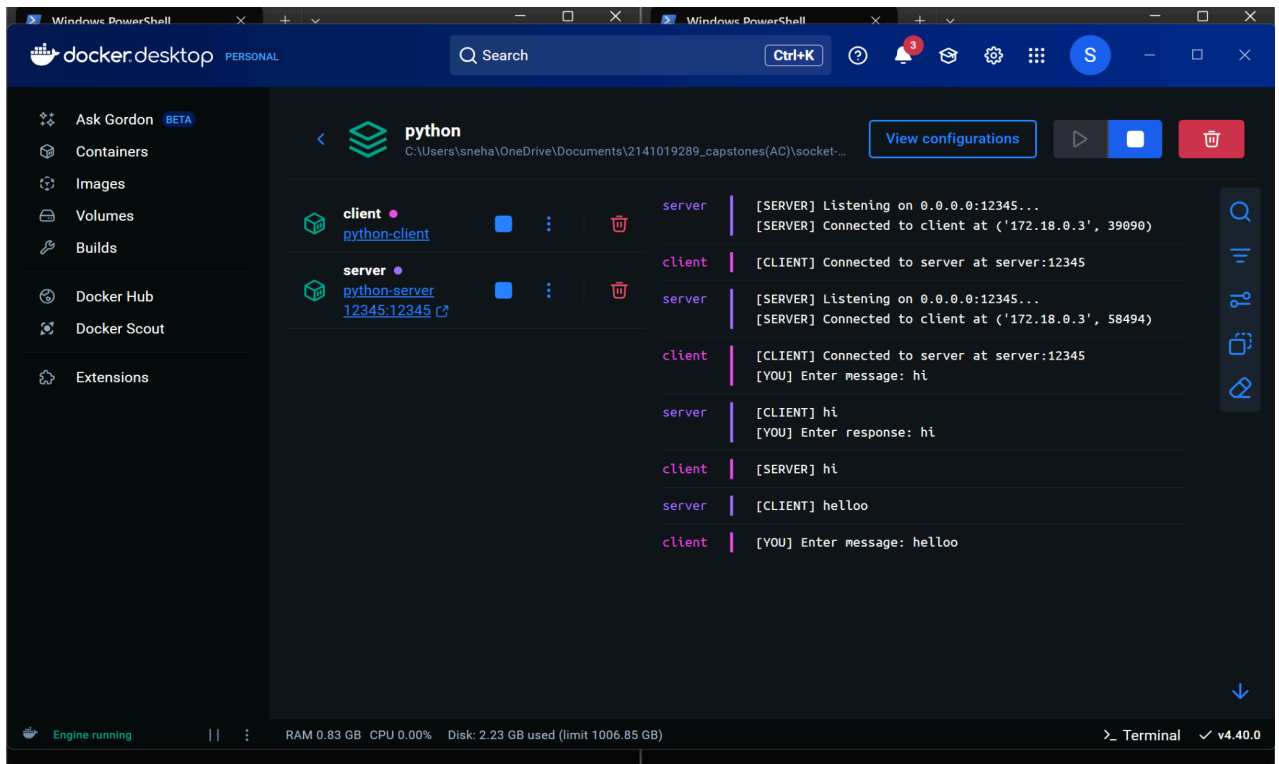 Windows PowerShell
Windows PowerShell
docker.desktop PERSONAL
Search
Ctrl+K
3
S
Ask Gordon BETA
Containers
Images
Volumes
Builds
Docker Hub
Docker Scout
Extensions
python
C:\Users\sneha\OneDrive\Documents\2141019289_capstones(AC)\socket-...
View configurations
client
python-client
server
python-server
12345:12345
server [SERVER] Listening on 0.0.0.0:12345...
[SERVER] Connected to client at ('172.18.0.3', 39090)
client [CLIENT] Connected to server at server:12345
server [SERVER] Listening on 0.0.0.0:12345...
[SERVER] Connected to client at ('172.18.0.3', 58494)
client [CLIENT] Connected to server at server:12345
[YOU] Enter message: hi
server [CLIENT] hi
[YOU] Enter response: hi
client [SERVER] hi
server [CLIENT] helloo
client [YOU] Enter message: helloo
Engine running
RAM 0.83 GB CPU 0.00% Disk: 2.23 GB used (limit 1006.85 GB)
>_ Terminal
v4.40.0